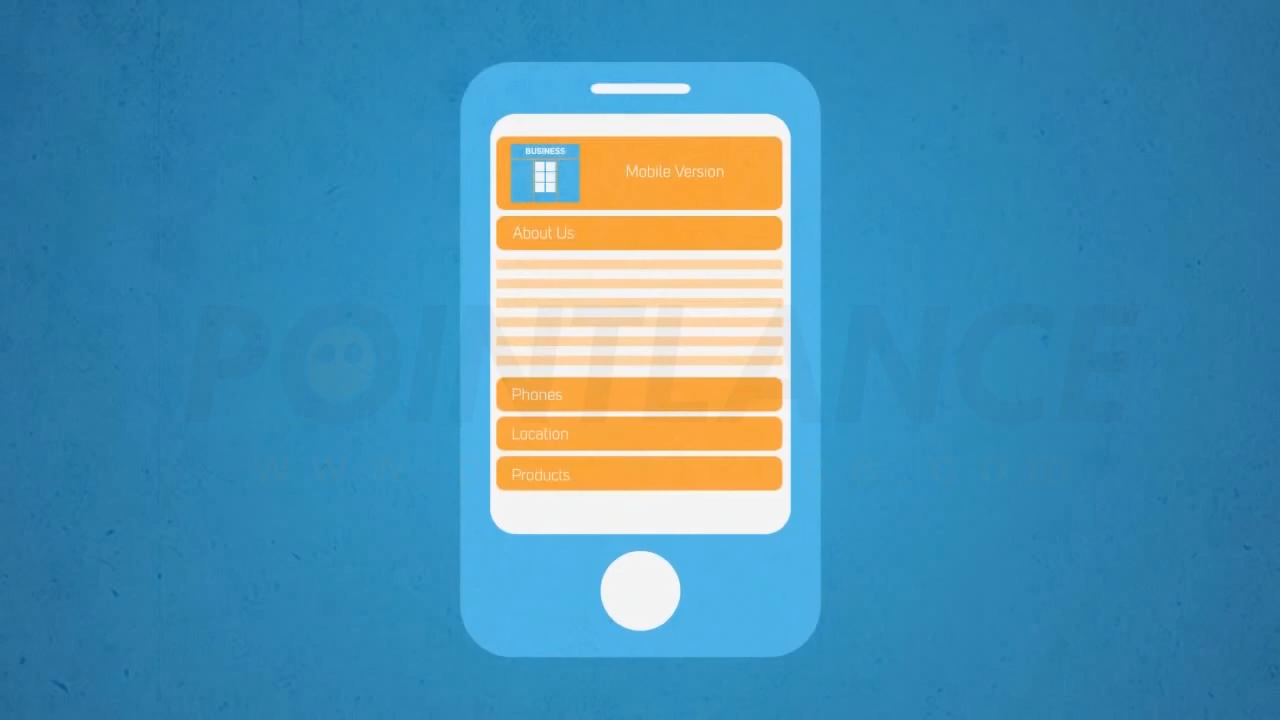 BUSINESS
Mobile Version
About Us
POINTLANCE
Phones
Location
Products